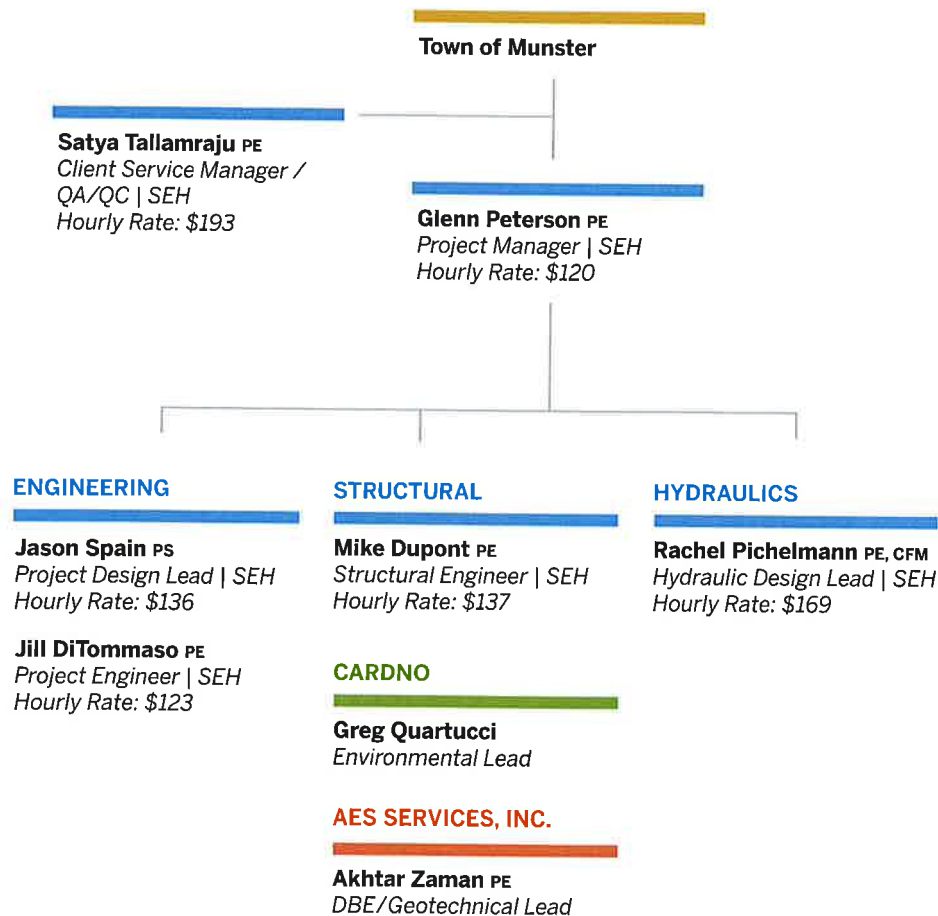 Town of Munster
Satya Tallamraju PE
Client Service Manager /
QA/QC | SEH
Hourly Rate: $193
Glenn Peterson PE
Project Manager | SEH
Hourly Rate: $120
ENGINEERING
Jason Spain PS
Project Design Lead | SEH
Hourly Rate: $136
Jill DiTommaso PE
Project Engineer | SEH
Hourly Rate: $123
STRUCTURAL
Mike Dupont PE
Structural Engineer | SEH
Hourly Rate: $137
CARDNO
Greg Quartucci
Environmental Lead
AES SERVICES, INC.
Akhtar Zaman PE
DBE/Geotechnical Lead
HYDRAULICS
Rachel Pichelmann PE, CFM
Hydraulic Design Lead | SEH
Hourly Rate: $169